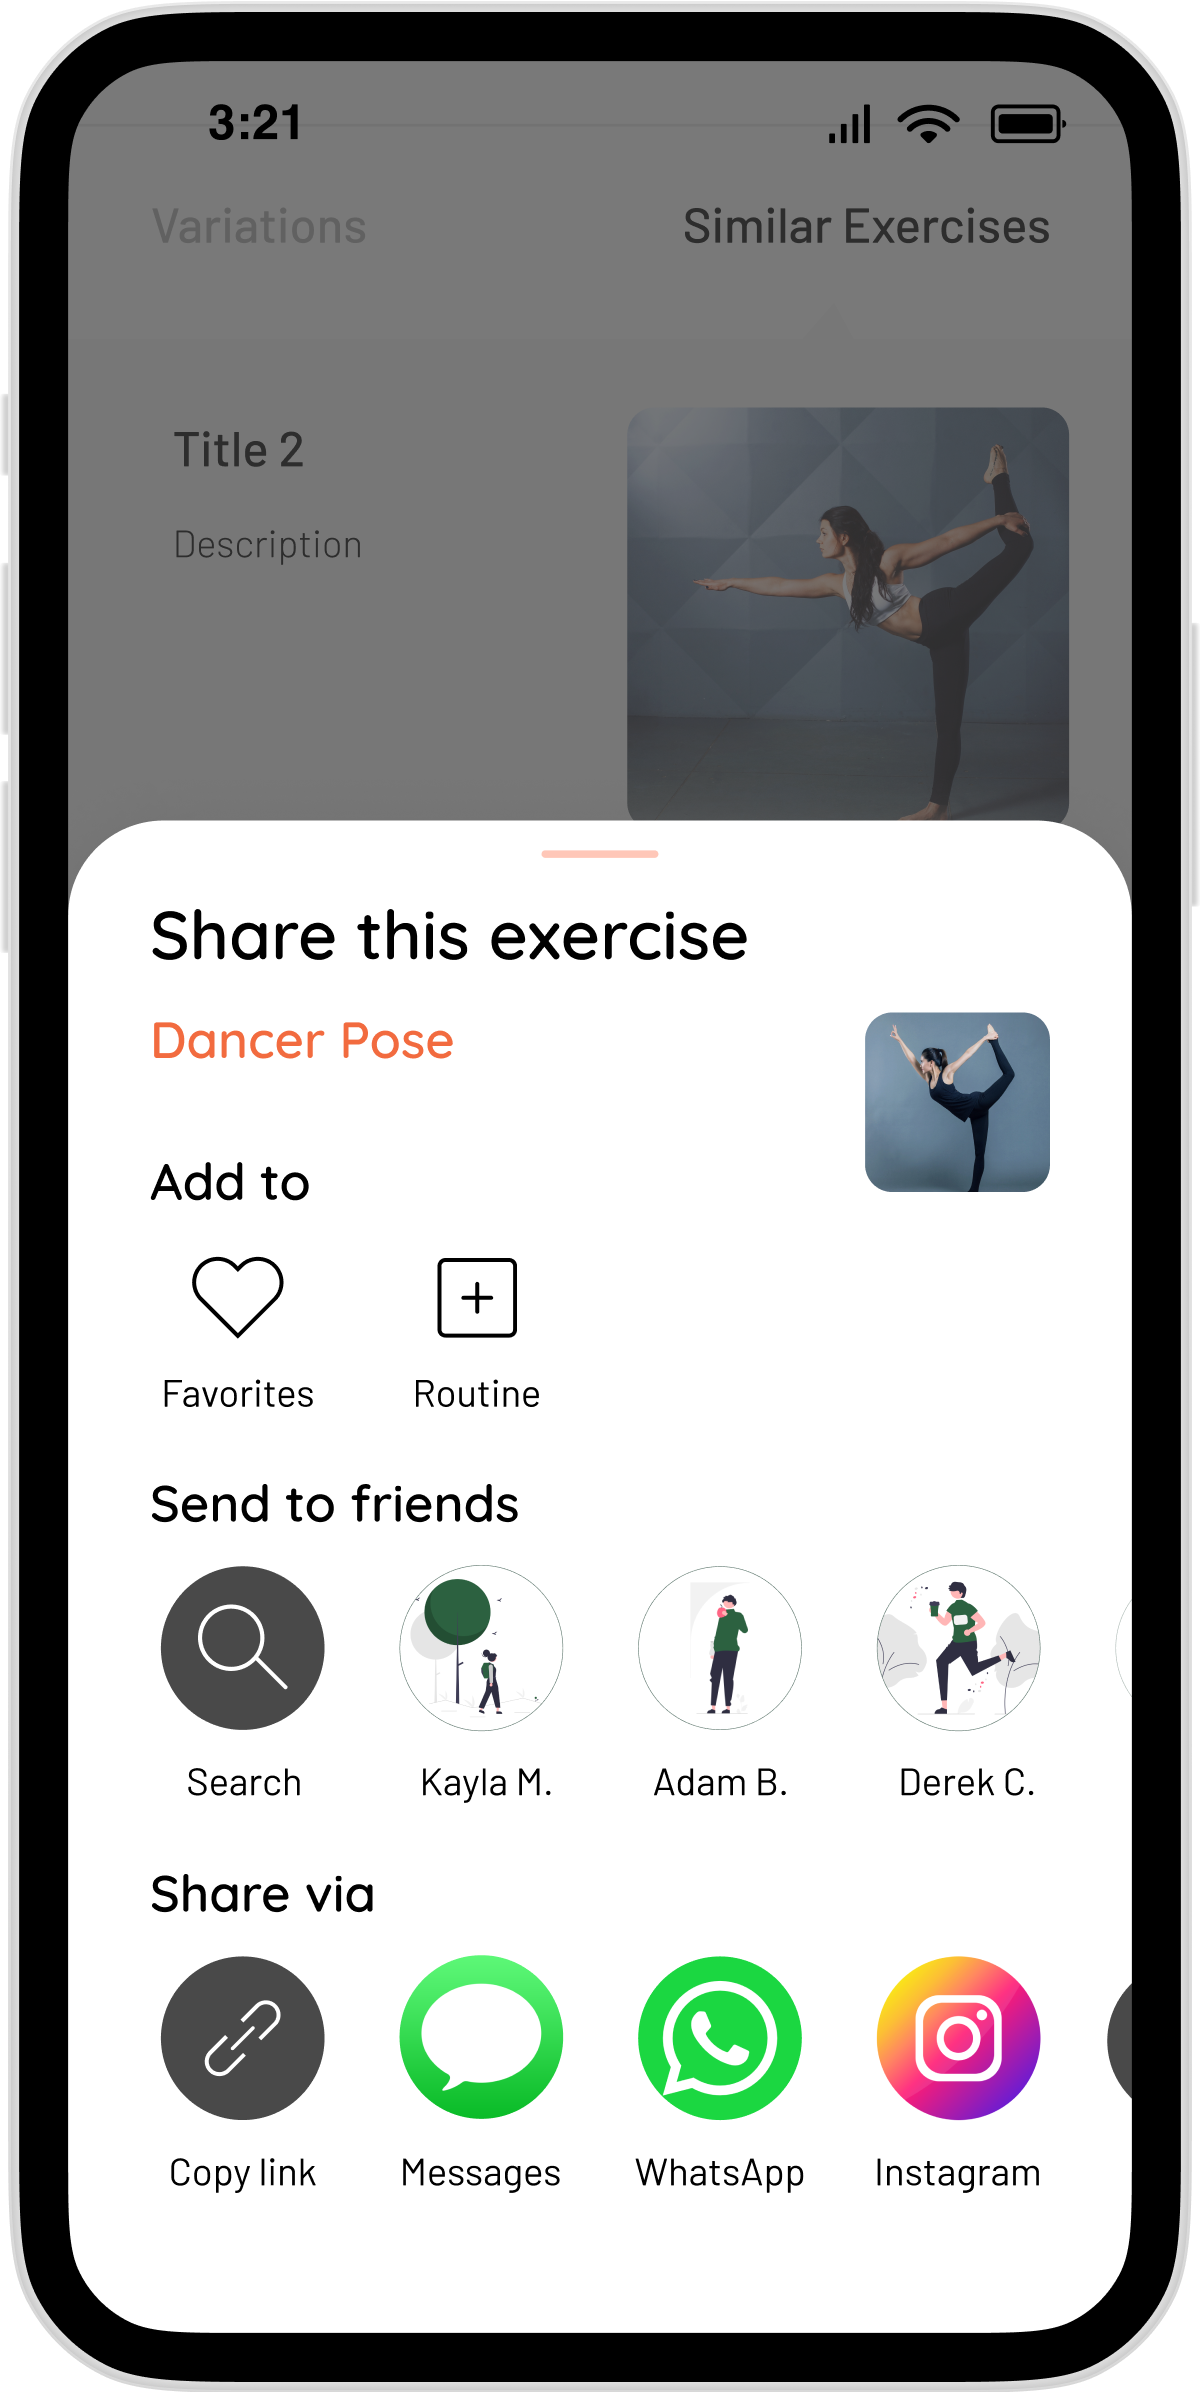 3:21
Variations
Similar Exercises
Title 2
Description
Share this exercise
Dancer Pose
Add to
Favorites
Routine
Send to friends
Search
Kayla M.
Adam B.
Derek C.
Share via
Copy link
Messages
WhatsApp
Instagram